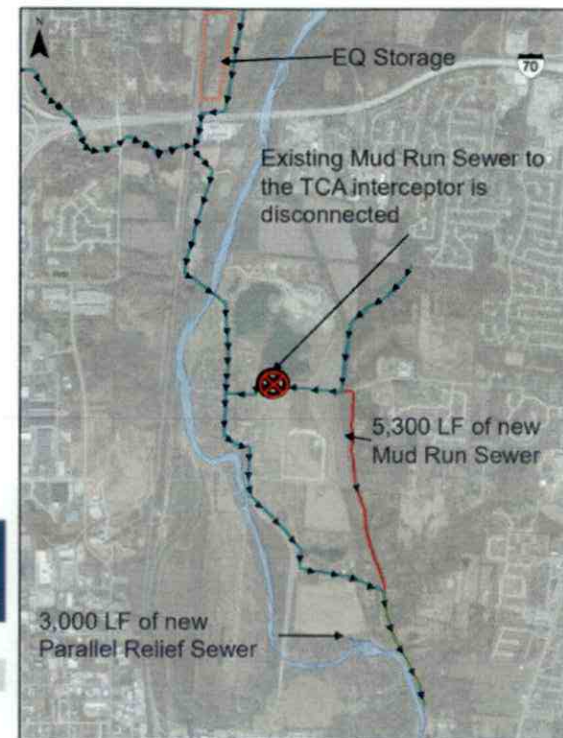 N
EQ Storage
70
Existing Mud Run Sewer to
the TCA interceptor is
disconnected
5,300 LF of new
Mud Run Sewer
3,000 LF of new
Parallel Relief Sewer